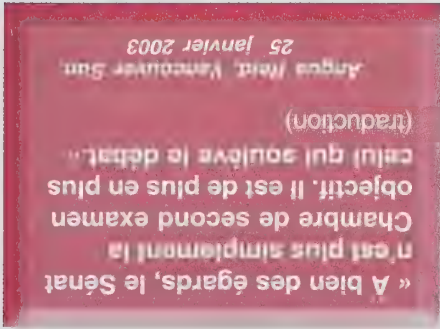 « À bien des égards, le Sénat
n'est plus simplement la
Chambre de second examen
objectif. Il est de plus en plus
celui qui soulève le débat. »
(traduction)
Angus Reid, Vancouver Sun,
25 janvier 2003